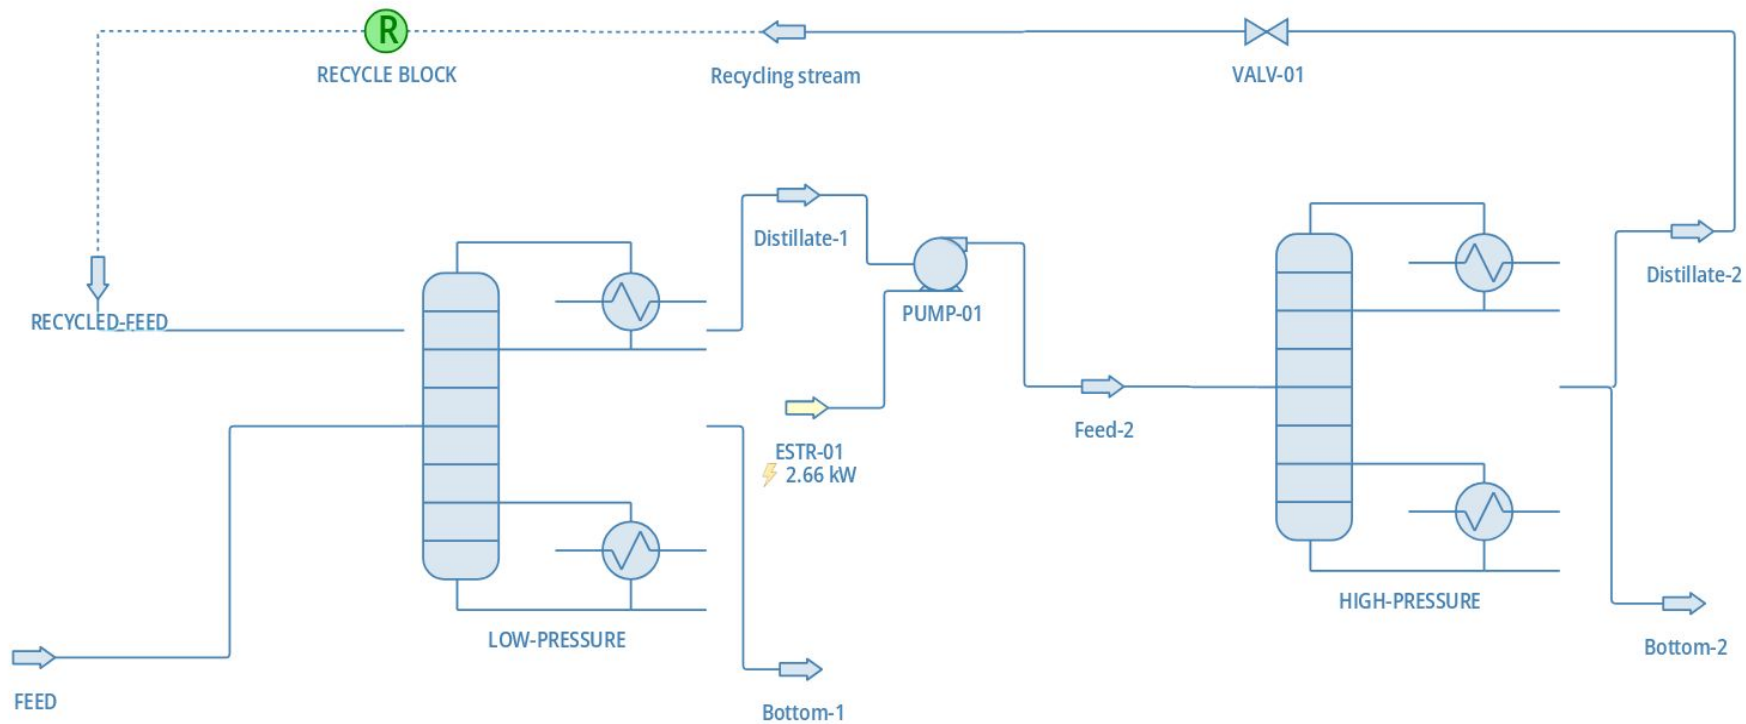 R
RECYCLE BLOCK
Recycling stream
VALV-01
Distillate-1
Distillate-2
PUMP-01
RECYCLED-FEED
Feed-2
ESTR-01
2.66 kW
HIGH-PRESSURE
LOW-PRESSURE
Bottom-2
FEED
Bottom-1